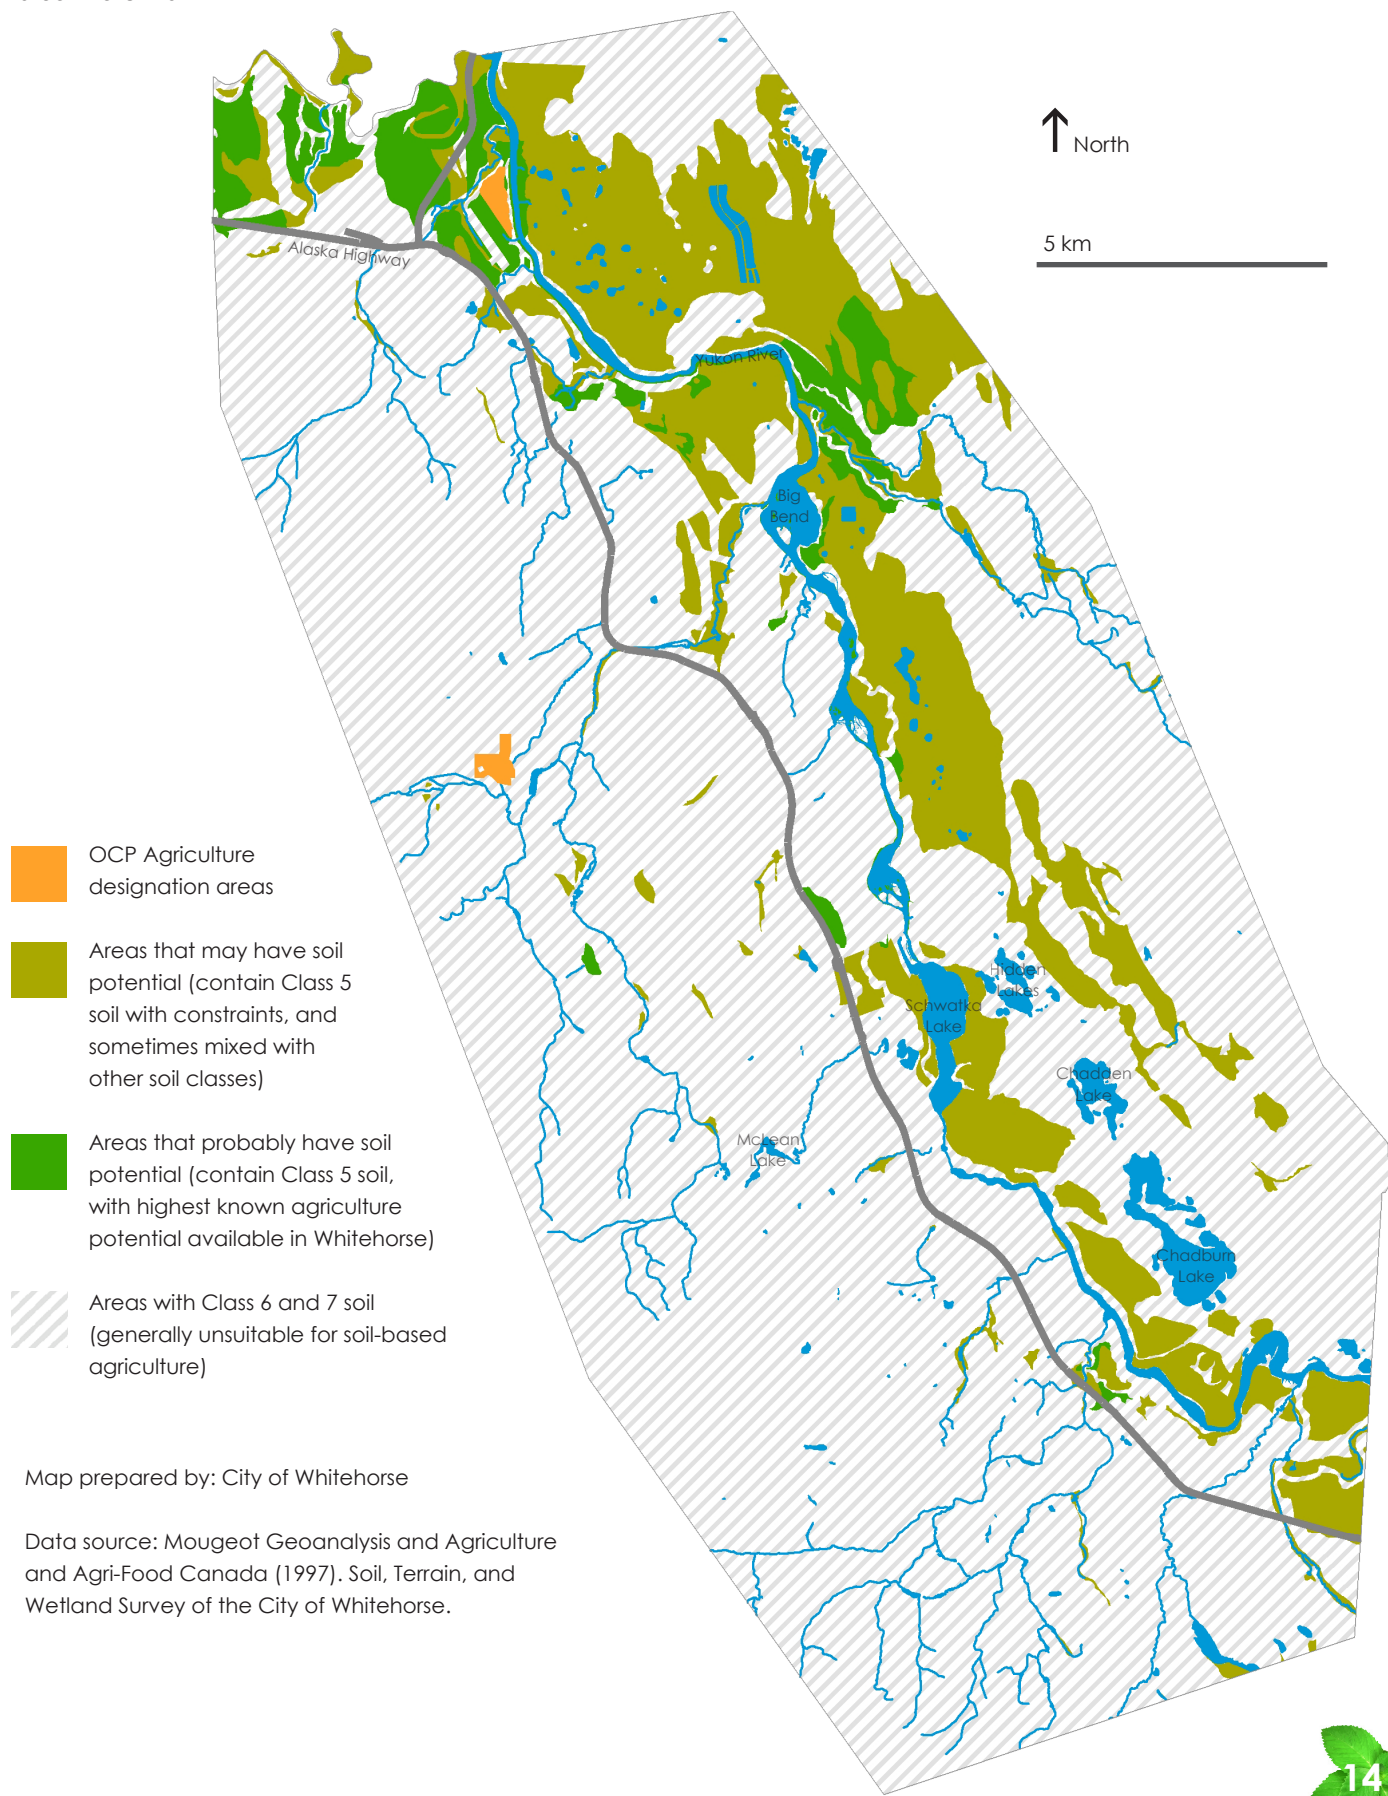 North
5 km
Alaska Highway
Yukon River
Big
Bend
OCP Agriculture
designation areas
Areas that may have soil
potential (contain Class 5
soil with constraints, and
sometimes mixed with
other soil classes)
Hidden
Lakes
Schwatka
Lake
Chadden
Lake
McLean
Lake
Areas that probably have soil
potential (contain Class 5 soil,
with highest known agriculture
potential available in Whitehorse)
Chadburn
Lake
Areas with Class 6 and 7 soil
(generally unsuitable for soil-based
agriculture)
Map prepared by: City of Whitehorse
Data source: Mougeot Geoanalysis and Agriculture
and Agri-Food Canada (1997). Soil, Terrain, and
Wetland Survey of the City of Whitehorse.
14